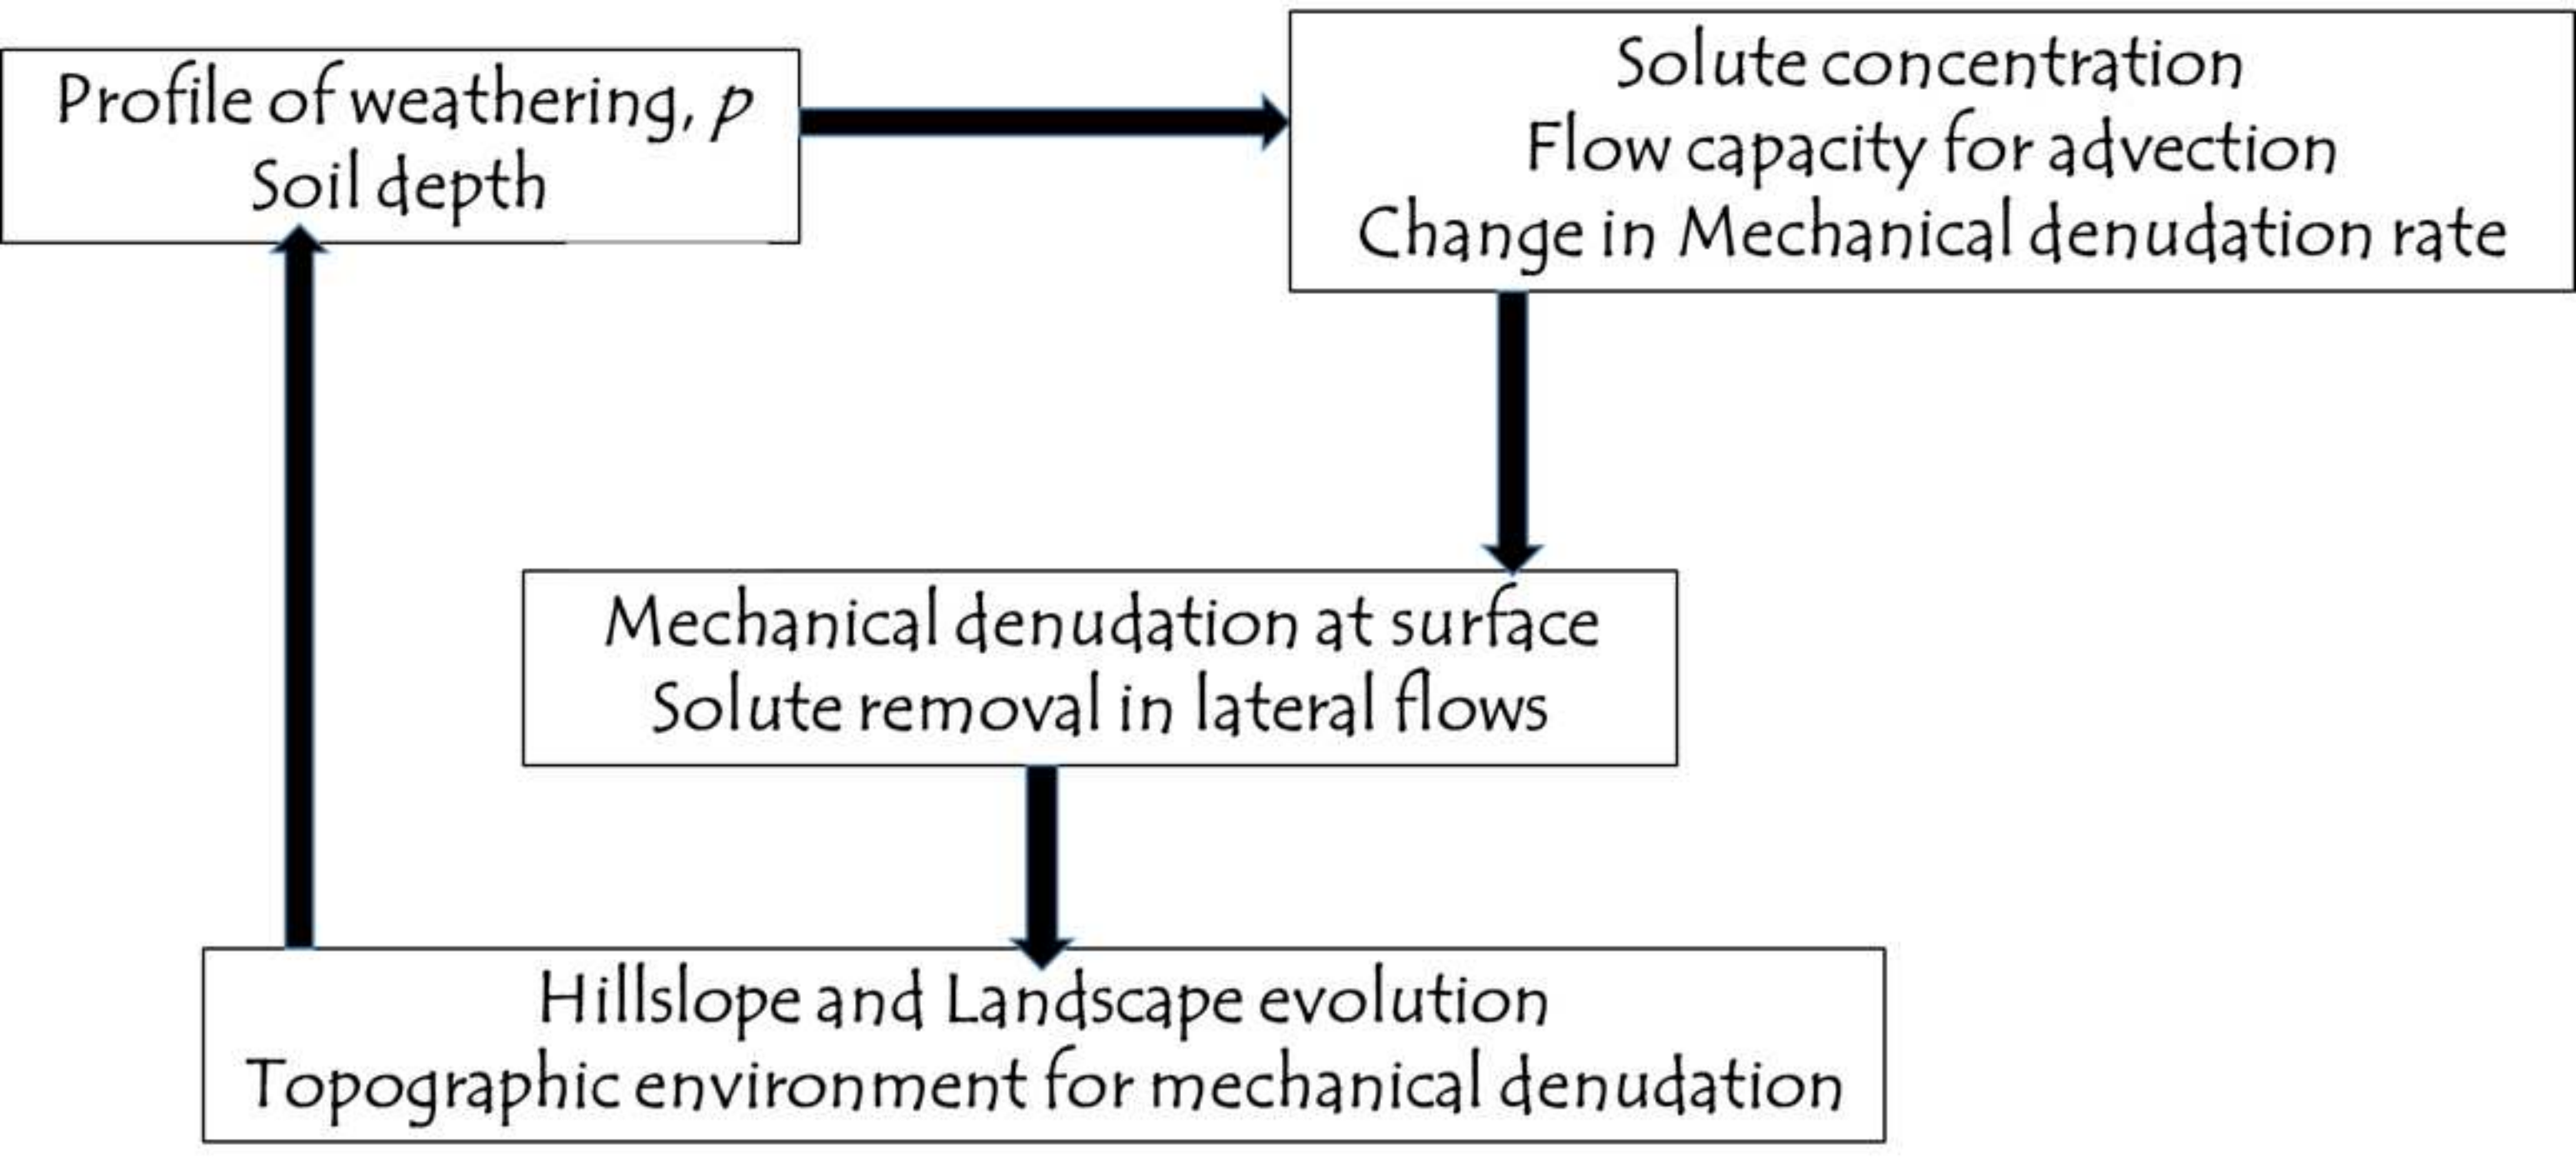 Profile of weathering, p
Soil depth
Solute concentration
Flow capacity for advection
Change in Mechanical denudation rate
Mechanical denudation at surface
Solute removal in lateral flows
Hillslope and Landscape evolution
Topographic environment for mechanical denudation